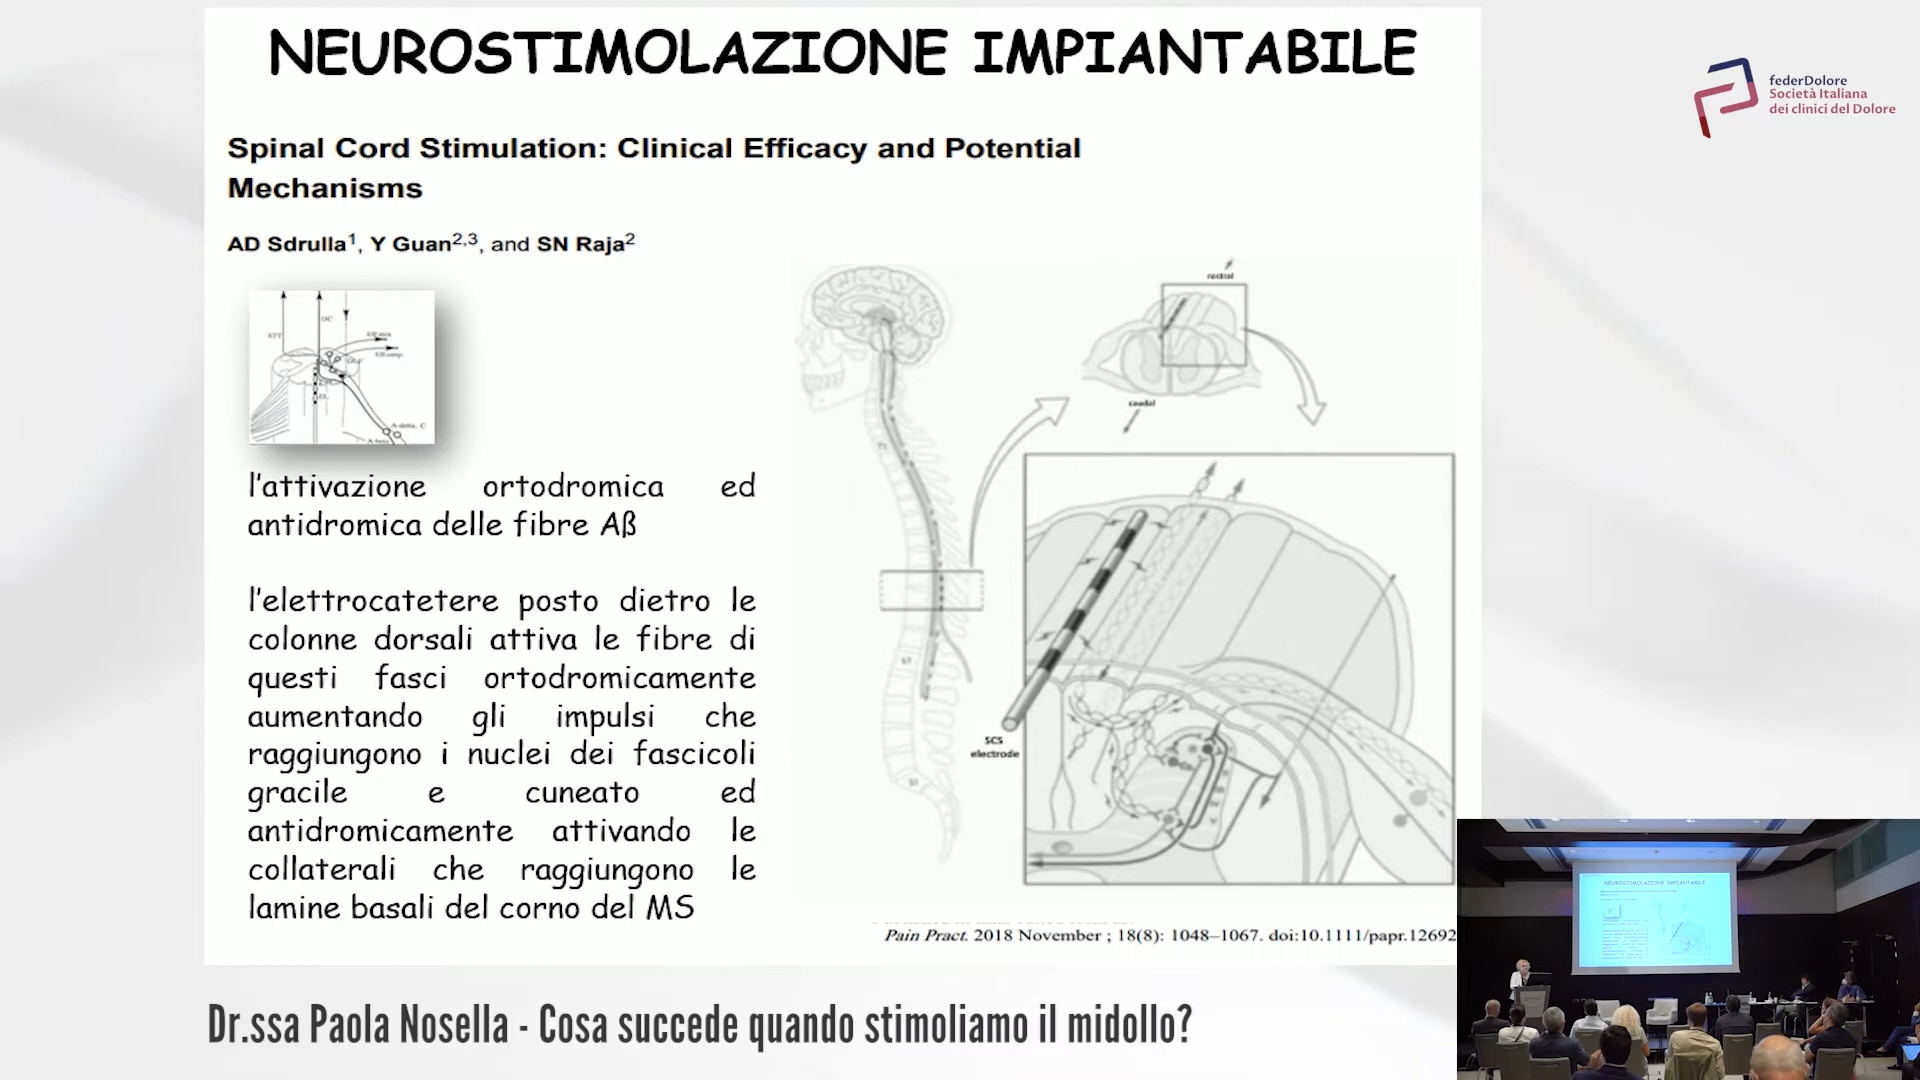 NEUROSTIMOLAZIONE IMPIANTABILE
federDolore
Società Italiana
dei clinici del Dolore
Spinal Cord Stimulation: Clinical Efficacy and Potential
Mechanisms
AD Sdrulla1, Y Guan2,3, and SN Raja2
rostral
caudal
SCS
electrode
l'attivazione ortodromica ed
antidromica delle fibre Aß
l'elettrocatetere posto dietro le
colonne dorsali attiva le fibre di
questi fasci ortodromicamente
aumentando gli impulsi che
raggiungono i nuclei dei fascicoli
gracile e cuneato ed
antidromicamente attivando le
collaterali che raggiungono le
lamine basali del corno del MS
Pain Pract. 2018 November ; 18(8): 1048–1067. doi:10.1111/papr.12692
NEUROSTIMOLAZIONE IMPIANTABILE
Dr.ssa Paola Nosella - Cosa succede quando stimoliamo il midollo?